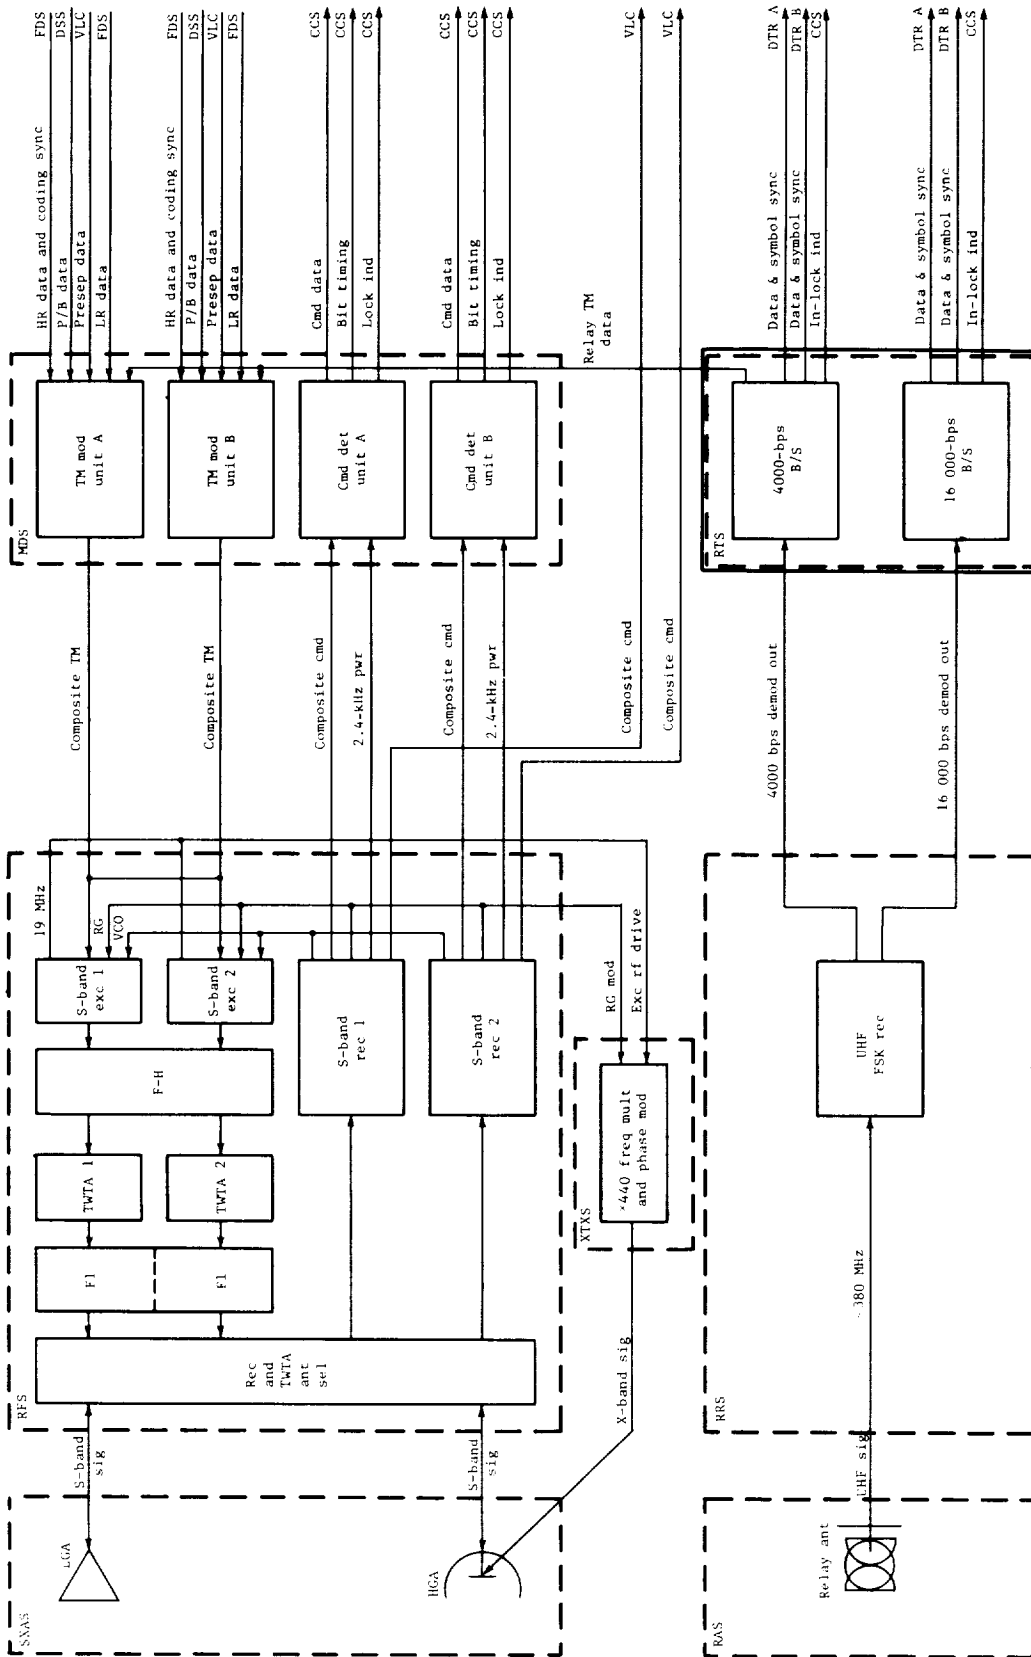 SXAS
LGA
HGA
S-band
sig
S-band
sig
X-band sig
RFS
Rec
and
TWTA
ant
sel
F1
F1
TWTA 1
TWTA 2
F-H
S-band
exc 1
S-band
exc 2
S-band
rec 1
S-band
rec 2
19 MHz
RG
VCO
XTXS
×440 freq mult
and phase mod
RG mod
Exc rf drive
Composite TM
Composite TM
Composite cmd
2.4-kHz pwr
Composite cmd
2.4-kHz pwr
Composite cmd
Composite cmd
MDS
TM mod
unit A
TM mod
unit B
Cmd det
unit A
Cmd det
unit B
HR data and coding sync
FDS
P/B data
DSS
Presep data
VLC
LR data
FDS
HR data and coding sync
FDS
P/B data
DSS
Presep data
VLC
LR data
FDS
Cmd data
CCS
Bit timing
CCS
Lock ind
CCS
Cmd data
CCS
Bit timing
CCS
Lock ind
CCS
VLC
VLC
Relay TM
data
RAS
Relay ant
UHF sig
RRS
~380 MHz
UHF
FSK rec
4000 bps demod out
16 000 bps demod out
RTS
4000-bps
B/S
16 000-bps
B/S
Data & symbol sync
DTR A
Data & symbol sync
DTR B
In-lock ind
CCS
Data & symbol sync
DTR A
Data & symbol sync
DTR B
In-lock ind
CCS